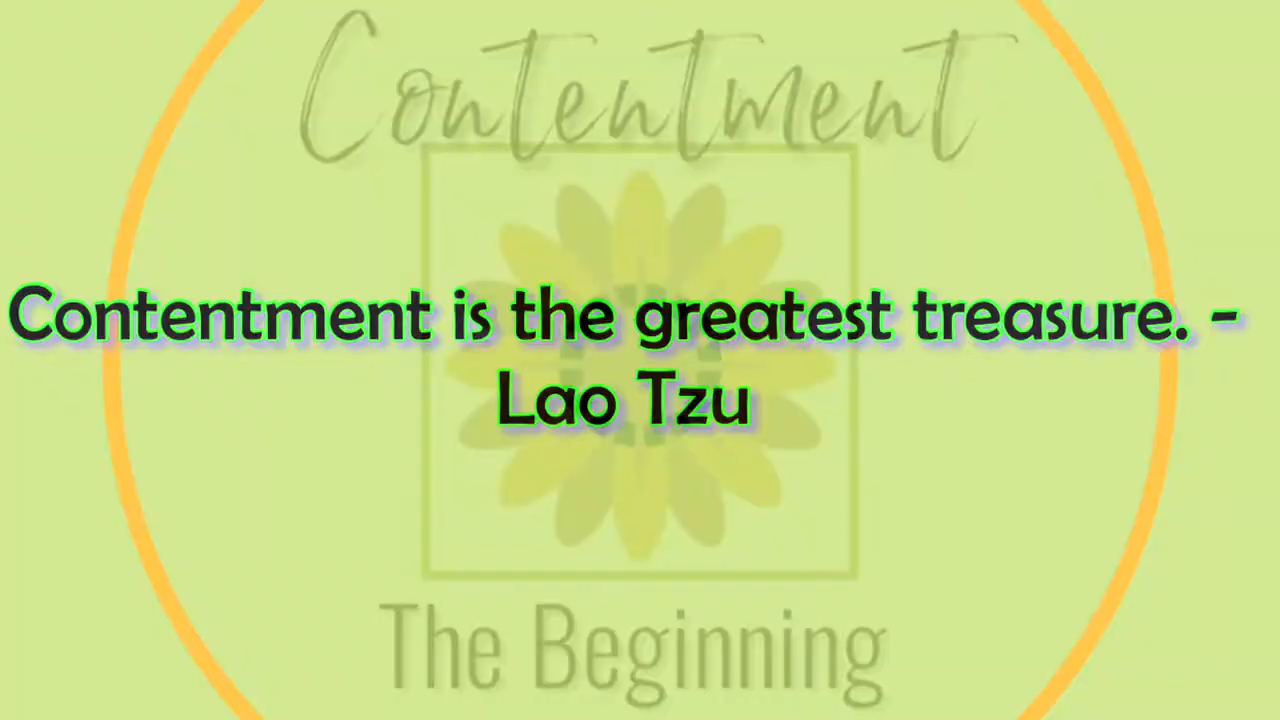 Contentment
Contentment is the greatest treasure. -
Lao Tzu
The Beginning